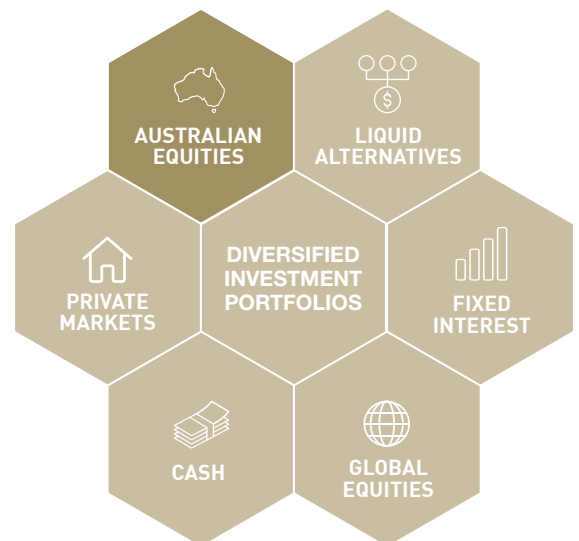 AUSTRALIAN
EQUITIES
LIQUID
ALTERNATIVES
$
PRIVATE
MARKETS
DIVERSIFIED
INVESTMENT
PORTFOLIOS
FIXED
INTEREST
CASH
GLOBAL
EQUITIES